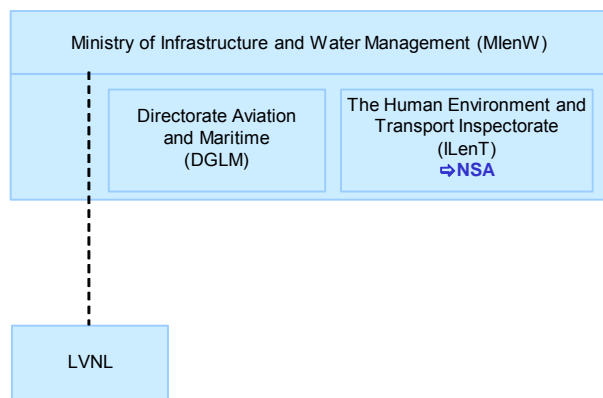 Ministry of Infrastructure and Water Management (MIenW)
Directorate Aviation
and Maritime
(DGLM)
The Human Environment and
Transport Inspectorate
(ILenT)
⇨NSA
LVNL